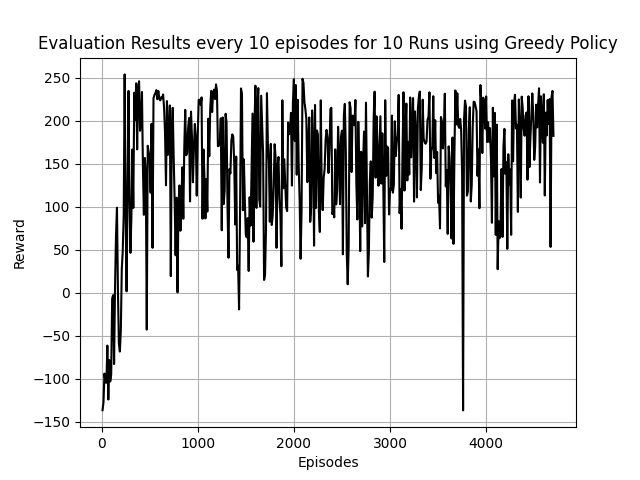 Evaluation Results every 10 episodes for 10 Runs using Greedy Policy
250
200
150
100
50
0
−50
−100
−150
Reward
0 1000 2000 3000 4000
Episodes